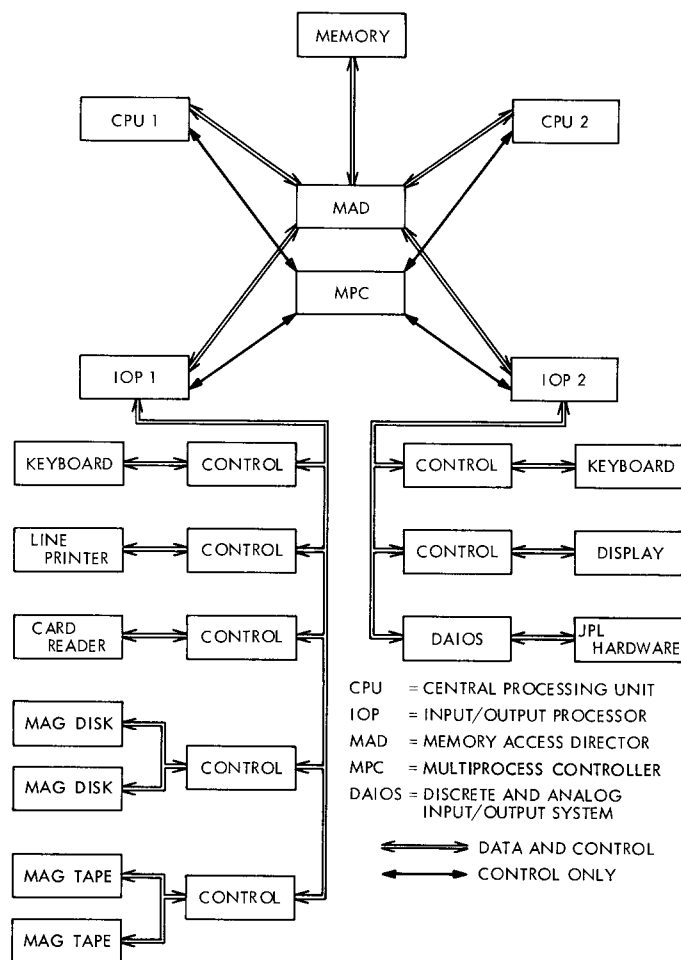 MEMORY
CPU 1
CPU 2
MAD
MPC
IOP 1
IOP 2
KEYBOARD
CONTROL
CONTROL
KEYBOARD
LINE
PRINTER
CONTROL
CONTROL
DISPLAY
CARD
READER
CONTROL
DAIOS
JPL
HARDWARE
MAG DISK
CONTROL
MAG DISK
MAG TAPE
CONTROL
MAG TAPE
CPU = CENTRAL PROCESSING UNIT
IOP = INPUT/OUTPUT PROCESSOR
MAD = MEMORY ACCESS DIRECTOR
MPC = MULTIPROCESS CONTROLLER
DAIOS = DISCRETE AND ANALOG
INPUT/OUTPUT SYSTEM
DATA AND CONTROL
CONTROL ONLY